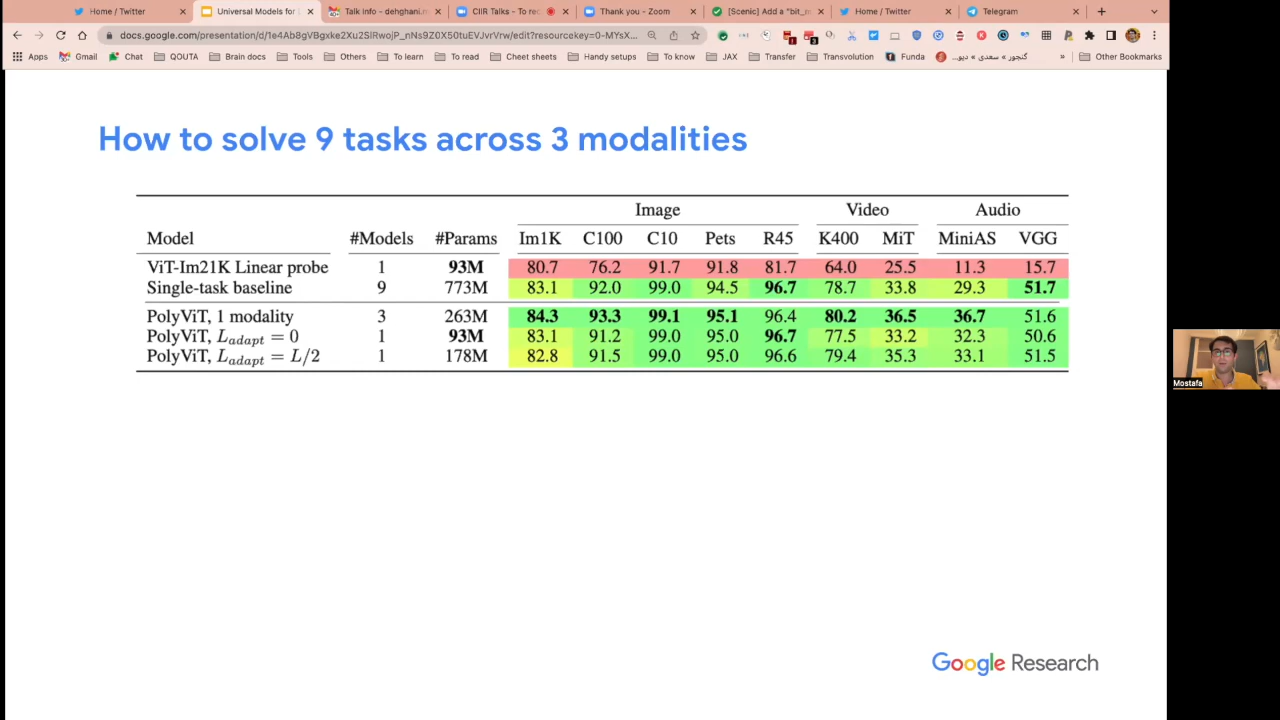 Home / Twitter
Universal Models for
Talk Info - dehghani.n
CIIR Talks - To rec
Thank you - Zoom
[Scenic] Add a "bit_n
Home / Twitter
Telegram
docs.google.com/presentation/d/1e4Ab8gVBgxke2Xu2SlRwojP_nNs9Z0X50tuEVJvrVrw/edit?resourcekey=0-MYsX...
Apps Gmail Chat QOUTA Brain docs Tools Others To learn To read Cheet sheets Handy setups To know JAX Transfer Transvolution Funda گنجور » سعدی » دیو... » Other Bookmarks
How to solve 9 tasks across 3 modalities
Image Video Audio
Model #Models #Params Im1K C100 C10 Pets R45 K400 MiT MiniAS VGG
ViT-Im21K Linear probe 1 93M 80.7 76.2 91.7 91.8 81.7 64.0 25.5 11.3 15.7
Single-task baseline 9 773M 83.1 92.0 99.0 94.5 96.7 78.7 33.8 29.3 51.7
PolyViT, 1 modality 3 263M 84.3 93.3 99.1 95.1 96.4 80.2 36.5 36.7 51.6
PolyViT, L_adapt = 0 1 93M 83.1 91.2 99.0 95.0 96.7 77.5 33.2 32.3 50.6
PolyViT, L_adapt = L/2 1 178M 82.8 91.5 99.0 95.0 96.6 79.4 35.3 33.1 51.5
Mostafa
Google Research